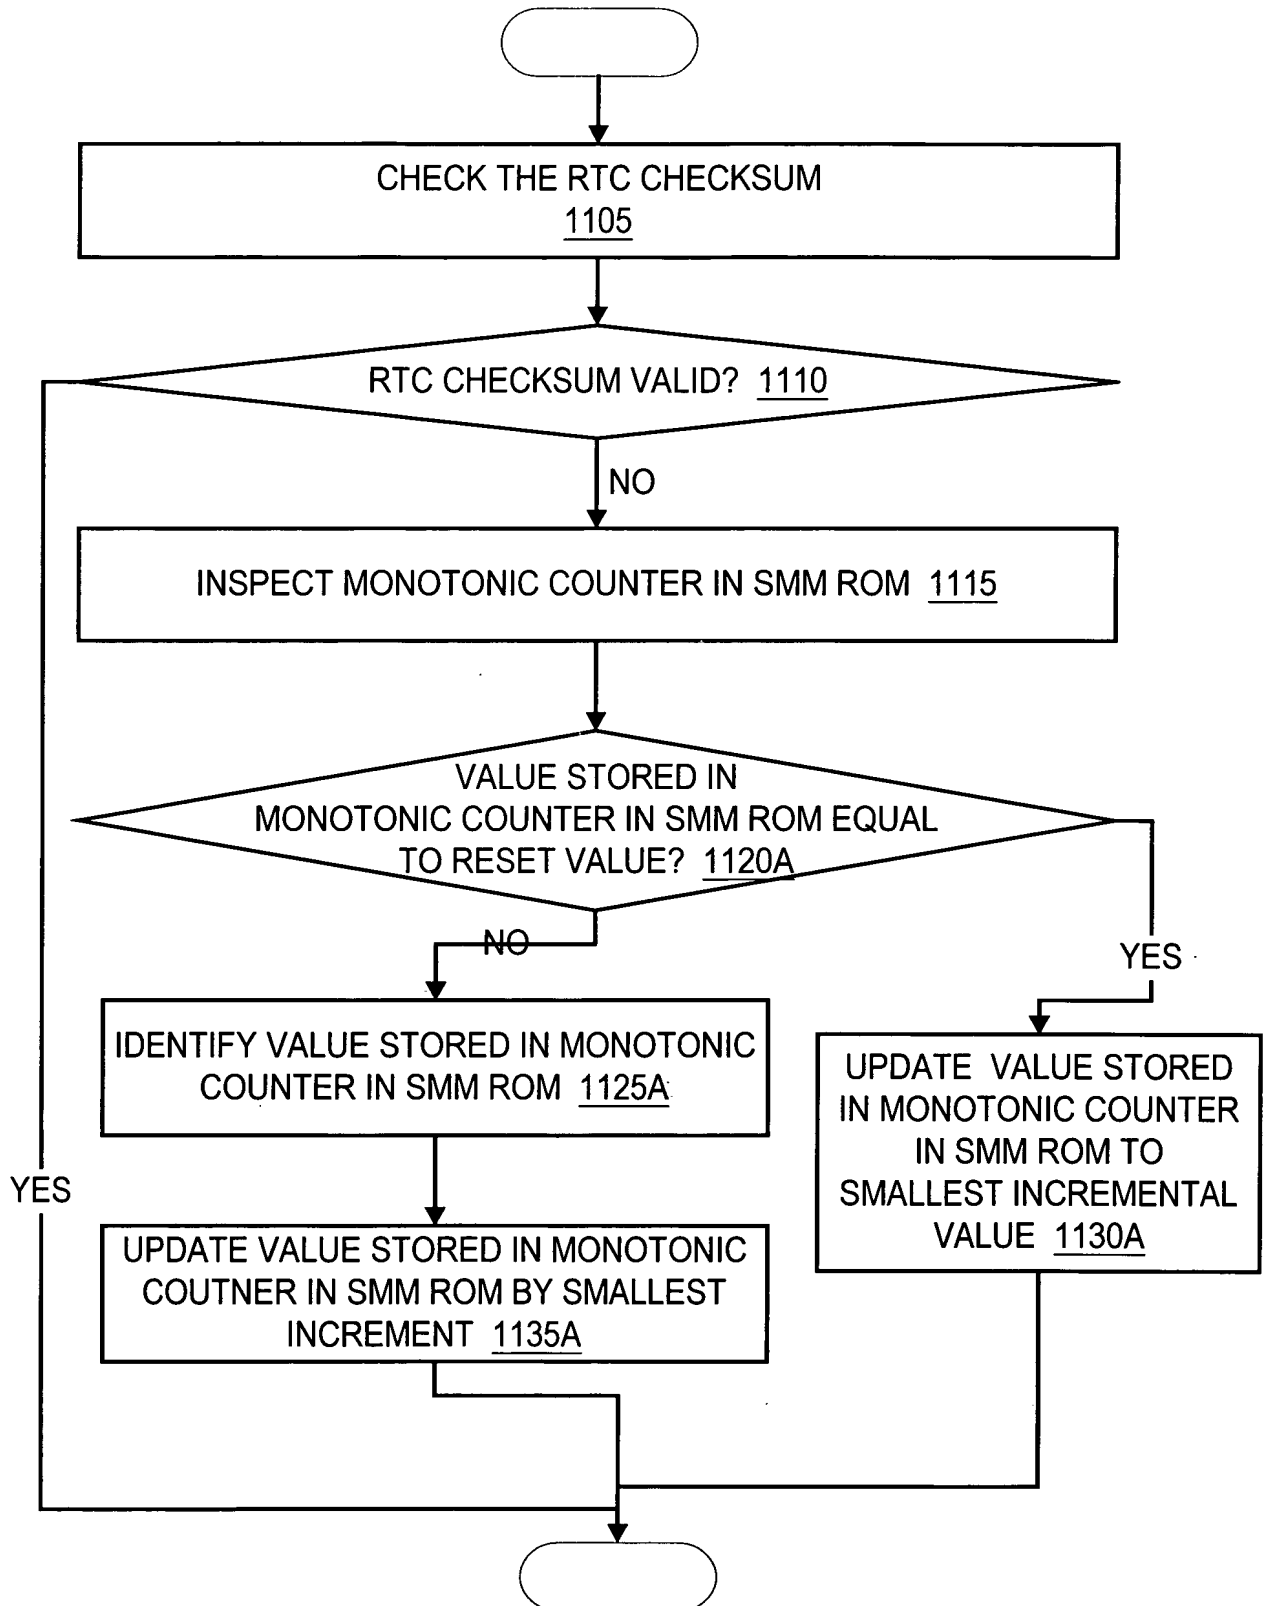 CHECK THE RTC CHECKSUM
1105
RTC CHECKSUM VALID? 1110
NO
INSPECT MONOTONIC COUNTER IN SMM ROM 1115
VALUE STORED IN
MONOTONIC COUNTER IN SMM ROM EQUAL
TO RESET VALUE? 1120A
NO
YES
IDENTIFY VALUE STORED IN MONOTONIC
COUNTER IN SMM ROM 1125A
UPDATE VALUE STORED
IN MONOTONIC COUNTER
IN SMM ROM TO
SMALLEST INCREMENTAL
VALUE 1130A
YES
UPDATE VALUE STORED IN MONOTONIC
COUTNER IN SMM ROM BY SMALLEST
INCREMENT 1135A